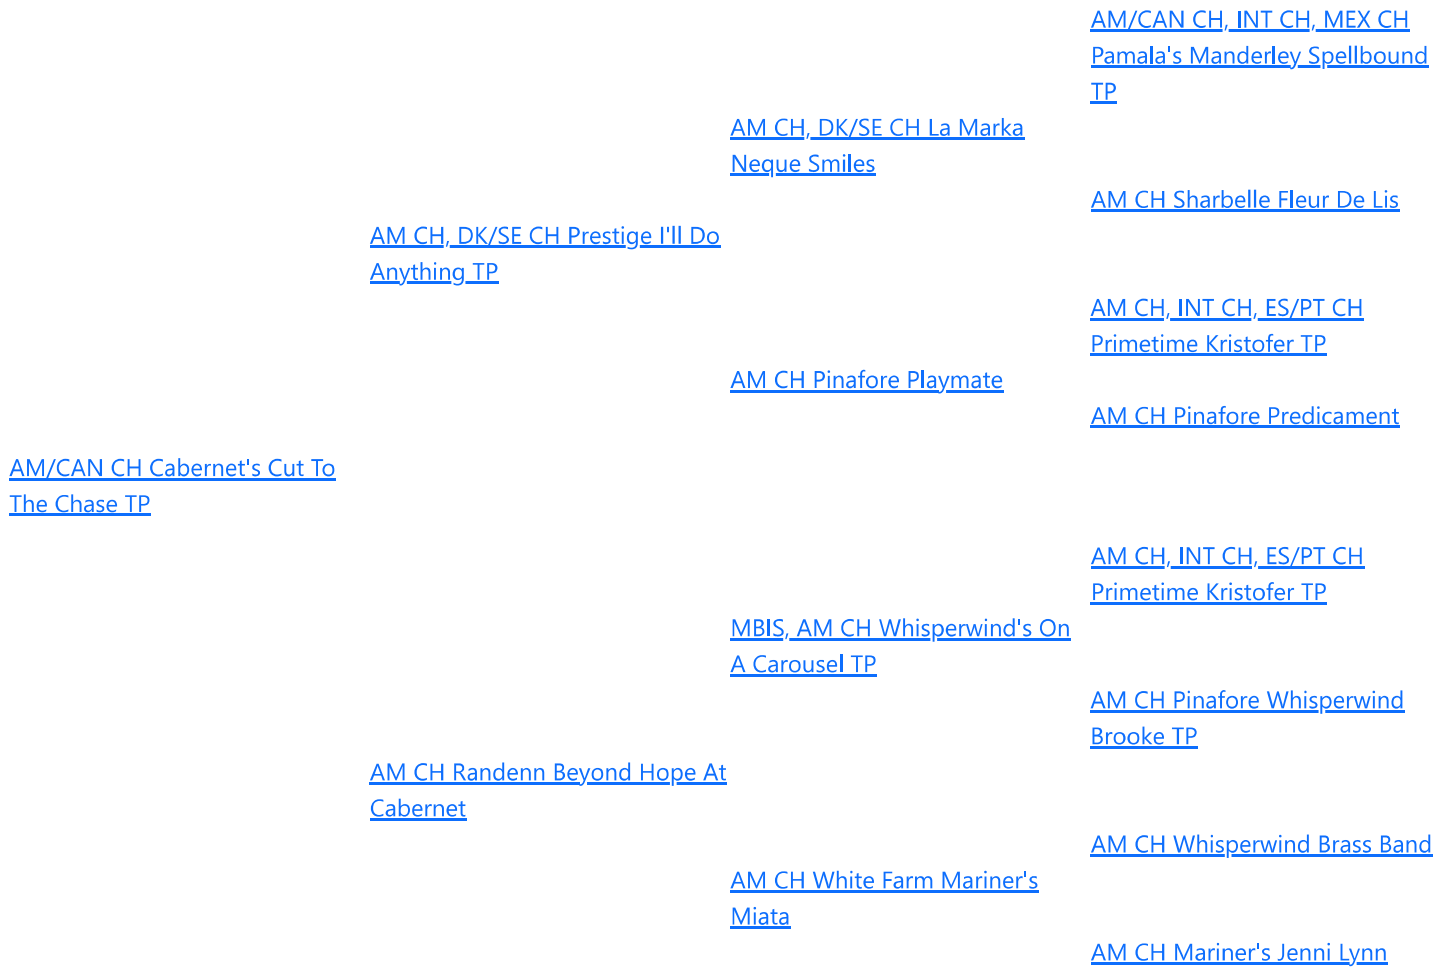 AM/CAN CH, INT CH, MEX CH
Pamala's Manderley Spellbound
TP
AM CH, DK/SE CH La Marka
Neque Smiles
AM CH Sharbelle Fleur De Lis
AM CH, DK/SE CH Prestige I'll Do
Anything TP
AM CH, INT CH, ES/PT CH
Primetime Kristofer TP
AM CH Pinafore Playmate
AM CH Pinafore Predicament
AM/CAN CH Cabernet's Cut To
The Chase TP
AM CH, INT CH, ES/PT CH
Primetime Kristofer TP
MBIS, AM CH Whisperwind's On
A Carousel TP
AM CH Pinafore Whisperwind
Brooke TP
AM CH Randenn Beyond Hope At
Cabernet
AM CH Whisperwind Brass Band
AM CH White Farm Mariner's
Miata
AM CH Mariner's Jenni Lynn